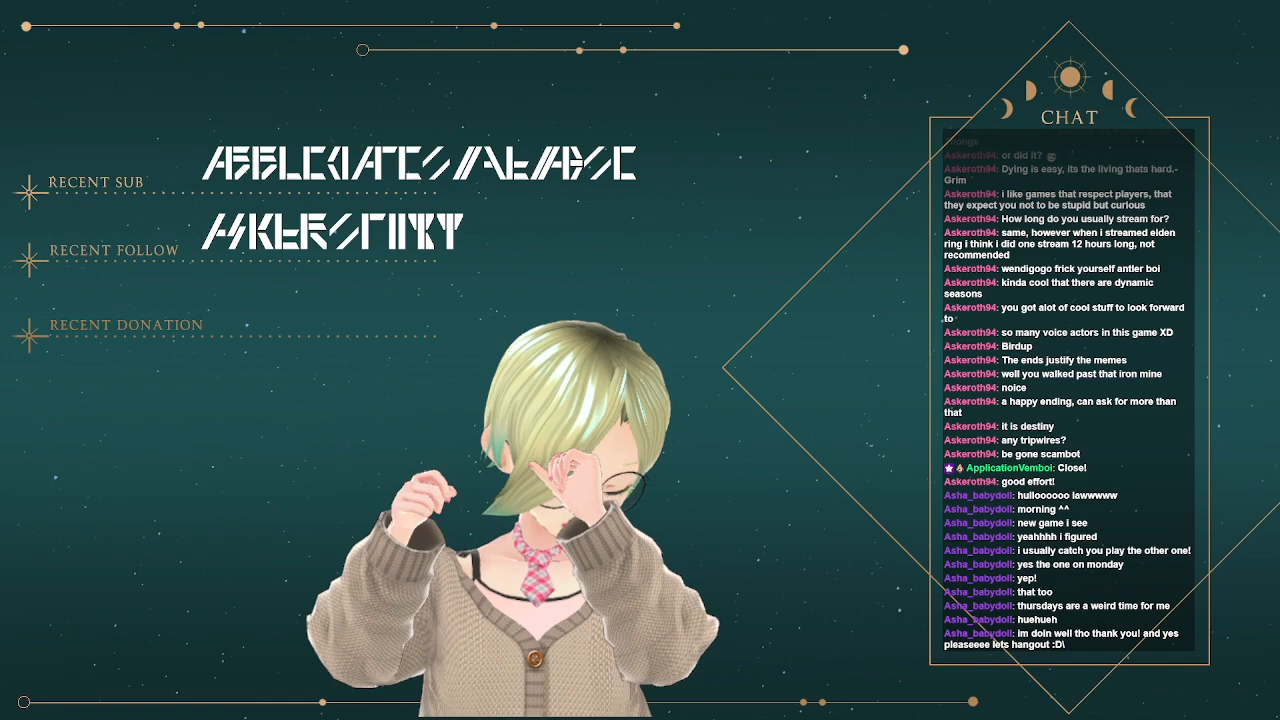 RECENT SUB
RECENT FOLLOW
RECENT DONATION
CHAT
things
Askeroth94: or did it?
Askeroth94: Dying is easy, its the living thats hard.-
Grim
Askeroth94: i like games that respect players, that
they expect you not to be stupid but curious
Askeroth94: How long do you usually stream for?
Askeroth94: same, however when i streamed elden
ring i think i did one stream 12 hours long, not
recommended
Askeroth94: wendigogo frick yourself antler boi
Askeroth94: kinda cool that there are dynamic
seasons
Askeroth94: you got alot of cool stuff to look forward
to
Askeroth94: so many voice actors in this game XD
Askeroth94: Birdup
Askeroth94: The ends justify the memes
Askeroth94: well you walked past that iron mine
Askeroth94: noice
Askeroth94: a happy ending, can ask for more than
that
Askeroth94: it is destiny
Askeroth94: any tripwires?
Askeroth94: be gone scambot
ApplicationVemboi: Close!
Askeroth94: good effort!
Asha_babydoll: hulloooooo lawwwww
Asha_babydoll: morning ^^
Asha_babydoll: new game i see
Asha_babydoll: yeahhhh i figured
Asha_babydoll: i usually catch you play the other one!
Asha_babydoll: yes the one on monday
Asha_babydoll: yep!
Asha_babydoll: that too
Asha_babydoll: thursdays are a weird time for me
Asha_babydoll: huehueh
Asha_babydoll: im doin well tho thank you! and yes
pleaseeee lets hangout :D\